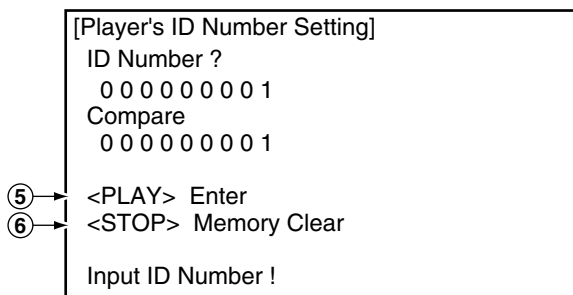 [Player's ID Number Setting]
ID Number ?
0 0 0 0 0 0 0 0 1
Compare
0 0 0 0 0 0 0 0 1
⑤ <PLAY> Enter
⑥ <STOP> Memory Clear
Input ID Number !